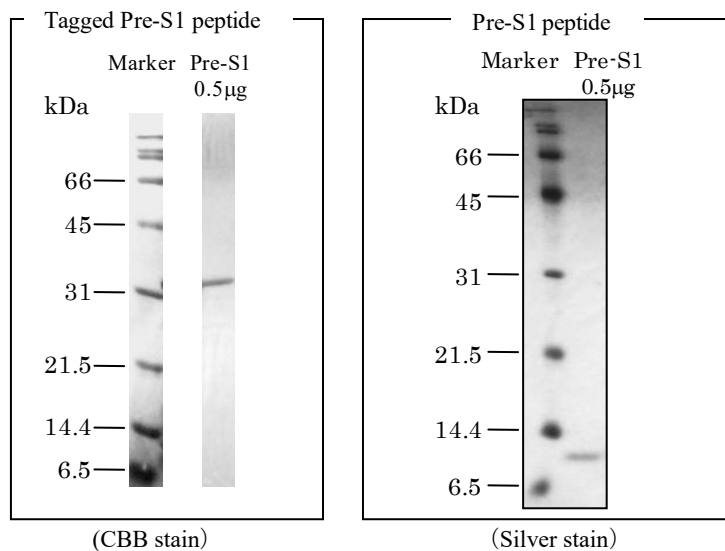 Tagged Pre-S1 peptide
Marker Pre-S1
0.5μg
kDa
66
45
31
21.5
14.4
6.5
(CBB stain)
Pre-S1 peptide
Marker Pre-S1
0.5μg
kDa
66
45
31
21.5
14.4
6.5
(Silver stain)